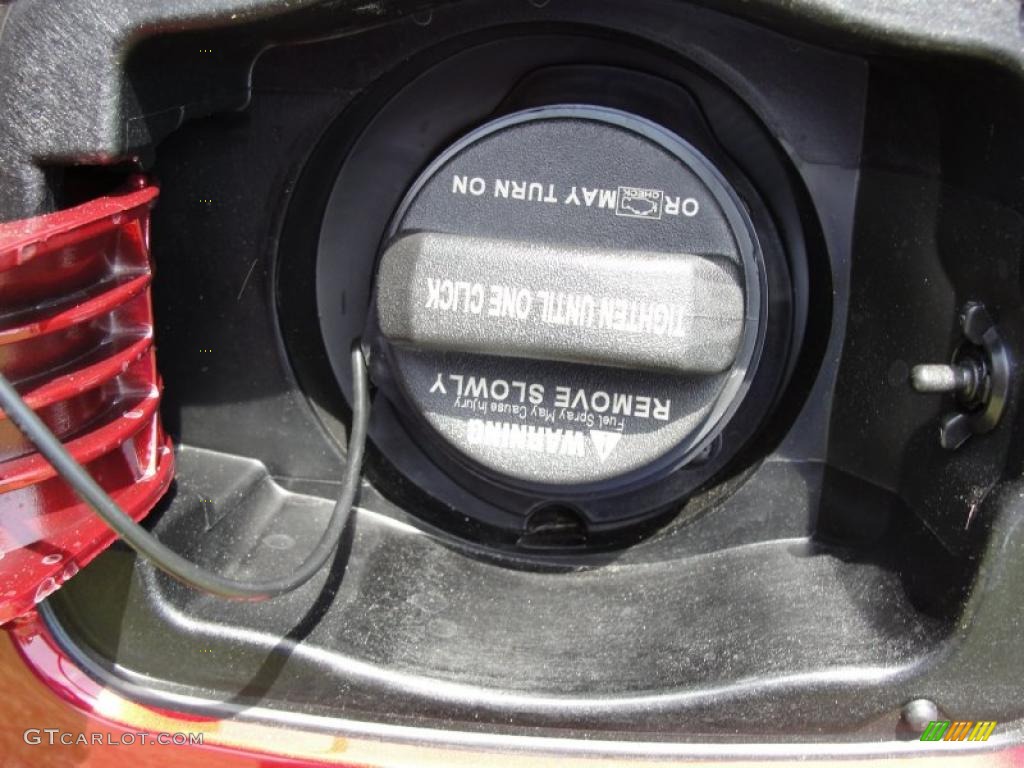 WARNING
Fuel Spray May Cause Injury
REMOVE SLOWLY
TIGHTEN UNTIL ONE CLICK
OR CHECK MAY TURN ON
GTCARLOT.COM